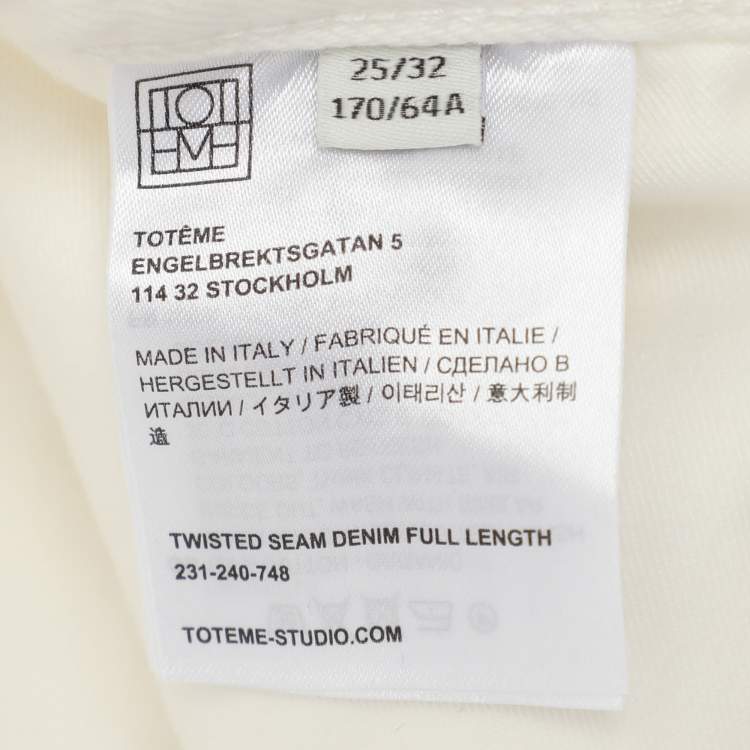 TOTEME
25/32
170/64A
TOTÊME
ENGELBREKTSGATAN 5
114 32 STOCKHOLM
MADE IN ITALY / FABRIQUÉ EN ITALIE /
HERGESTELLT IN ITALIEN / СДЕЛАНО В
ИТАЛИИ / イタリア製 / 이태리산 / 意大利制
造
TWISTED SEAM DENIM FULL LENGTH
231-240-748
TOTEME-STUDIO.COM